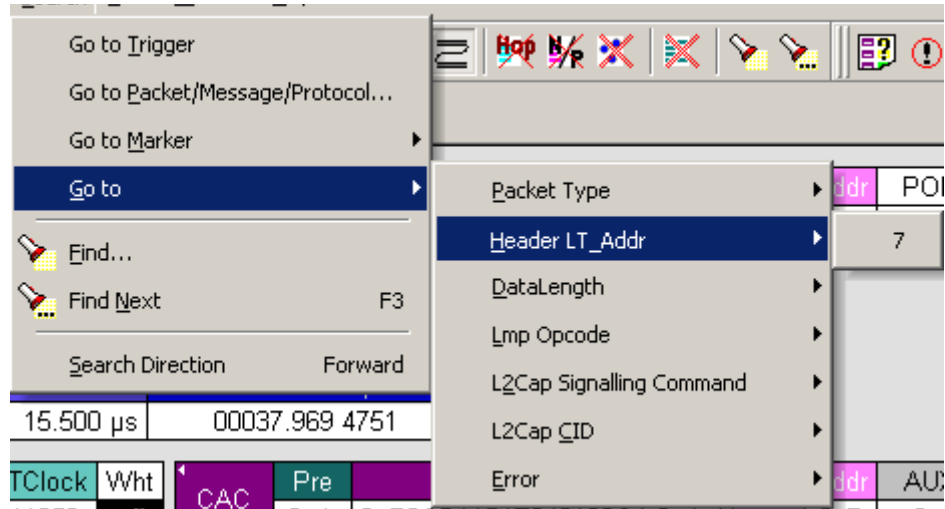 Go to Trigger
Go to Packet/Message/Protocol...
Go to Marker
Go to
Find...
Find Next F3
Search Direction Forward
Hop
N/P
Packet Type
Header LT_Addr
DataLength
Lmp Opcode
L2Cap Signalling Command
L2Cap CID
Error
7
ddr
15.500 µs 00037.969 4751
TClock Wht CAC Pre
ddr